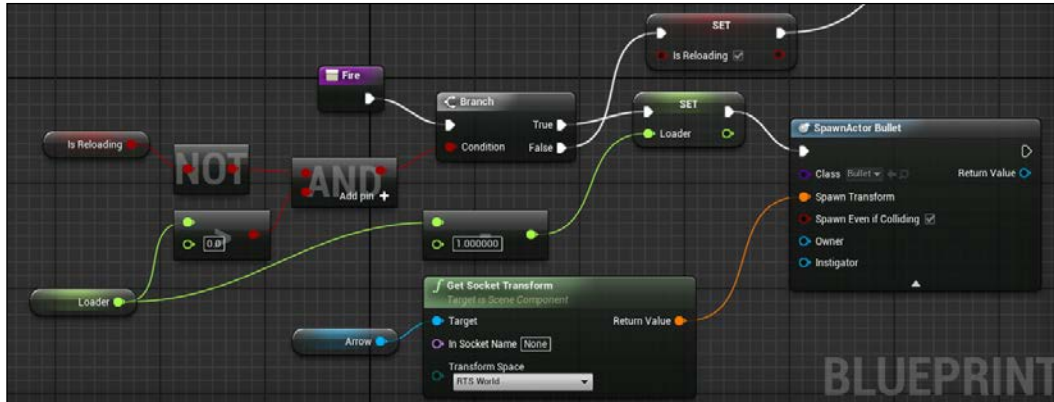 SET
Is Reloading
Fire
Branch
True
Condition
False
SET
Loader
SpawnActor Bullet
Class Bullet
Return Value
Spawn Transform
Spawn Even if Colliding
Owner
Instigator
Is Reloading
NOT
AND
Add pin +
>
0.0
-
1.000000
Loader
f Get Socket Transform
Target is Scene Component
Target
Return Value
In Socket Name None
Transform Space
RTS World
Arrow
BLUEPRINT